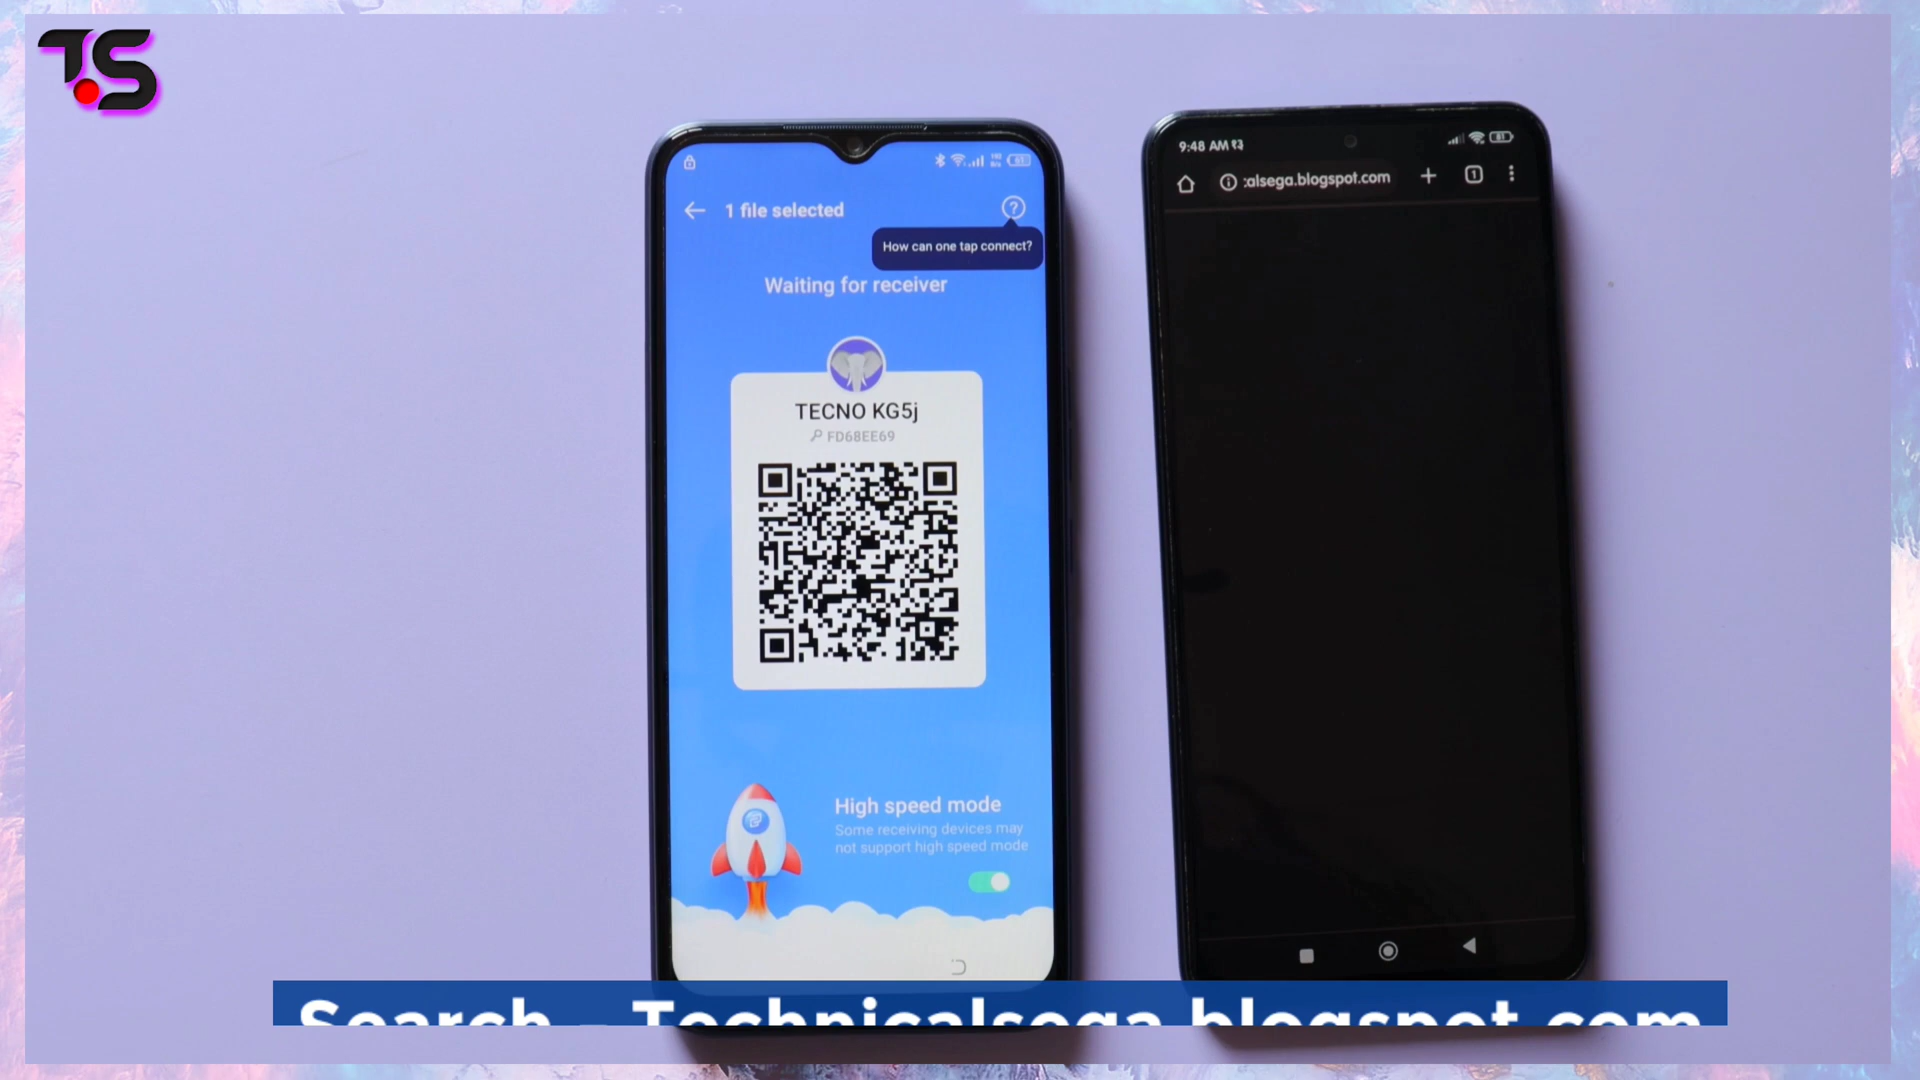 T.S
1 file selected
How can one tap connect?
Waiting for receiver
TECNO KG5j
FD68EE69
High speed mode
Some receiving devices may
not support high speed mode
9:48 AM
:alsega.blogspot.com
1
Search - Technicalsega.blogspot.com